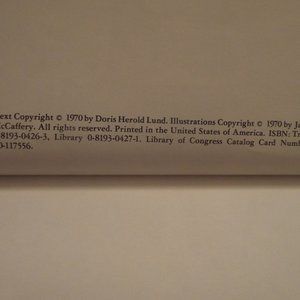 ext Copyright © 1970 by Doris Herold Lund. Illustrations Copyright © 1970 by J
cCaffery. All rights reserved. Printed in the United States of America. ISBN: Tr
8193-0426-3, Library 0-8193-0427-1. Library of Congress Catalog Card Num
0-117556.